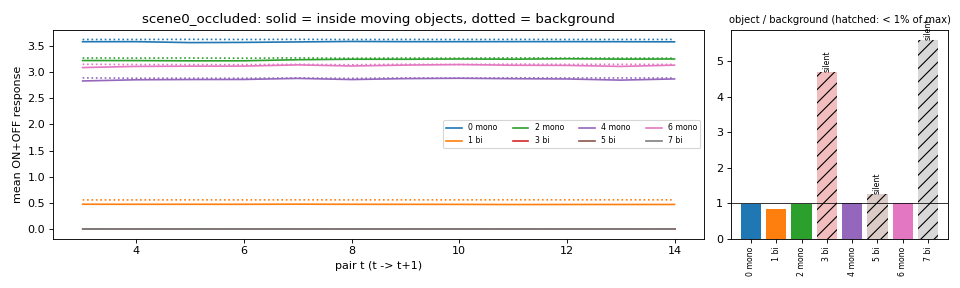 scene0_occluded: solid = inside moving objects, dotted = background
mean ON+OFF response
3.5
3.0
2.5
2.0
1.5
1.0
0.5
0.0
0 mono
2 mono
4 mono
6 mono
1 bi
3 bi
5 bi
7 bi
4
6
8
10
12
14
pair t (t -> t+1)
object / background (hatched: < 1% of max)
5
4
3
2
1
0
silent
silent
silent
0 mono
1 bi
2 mono
3 bi
4 mono
5 bi
6 mono
7 bi